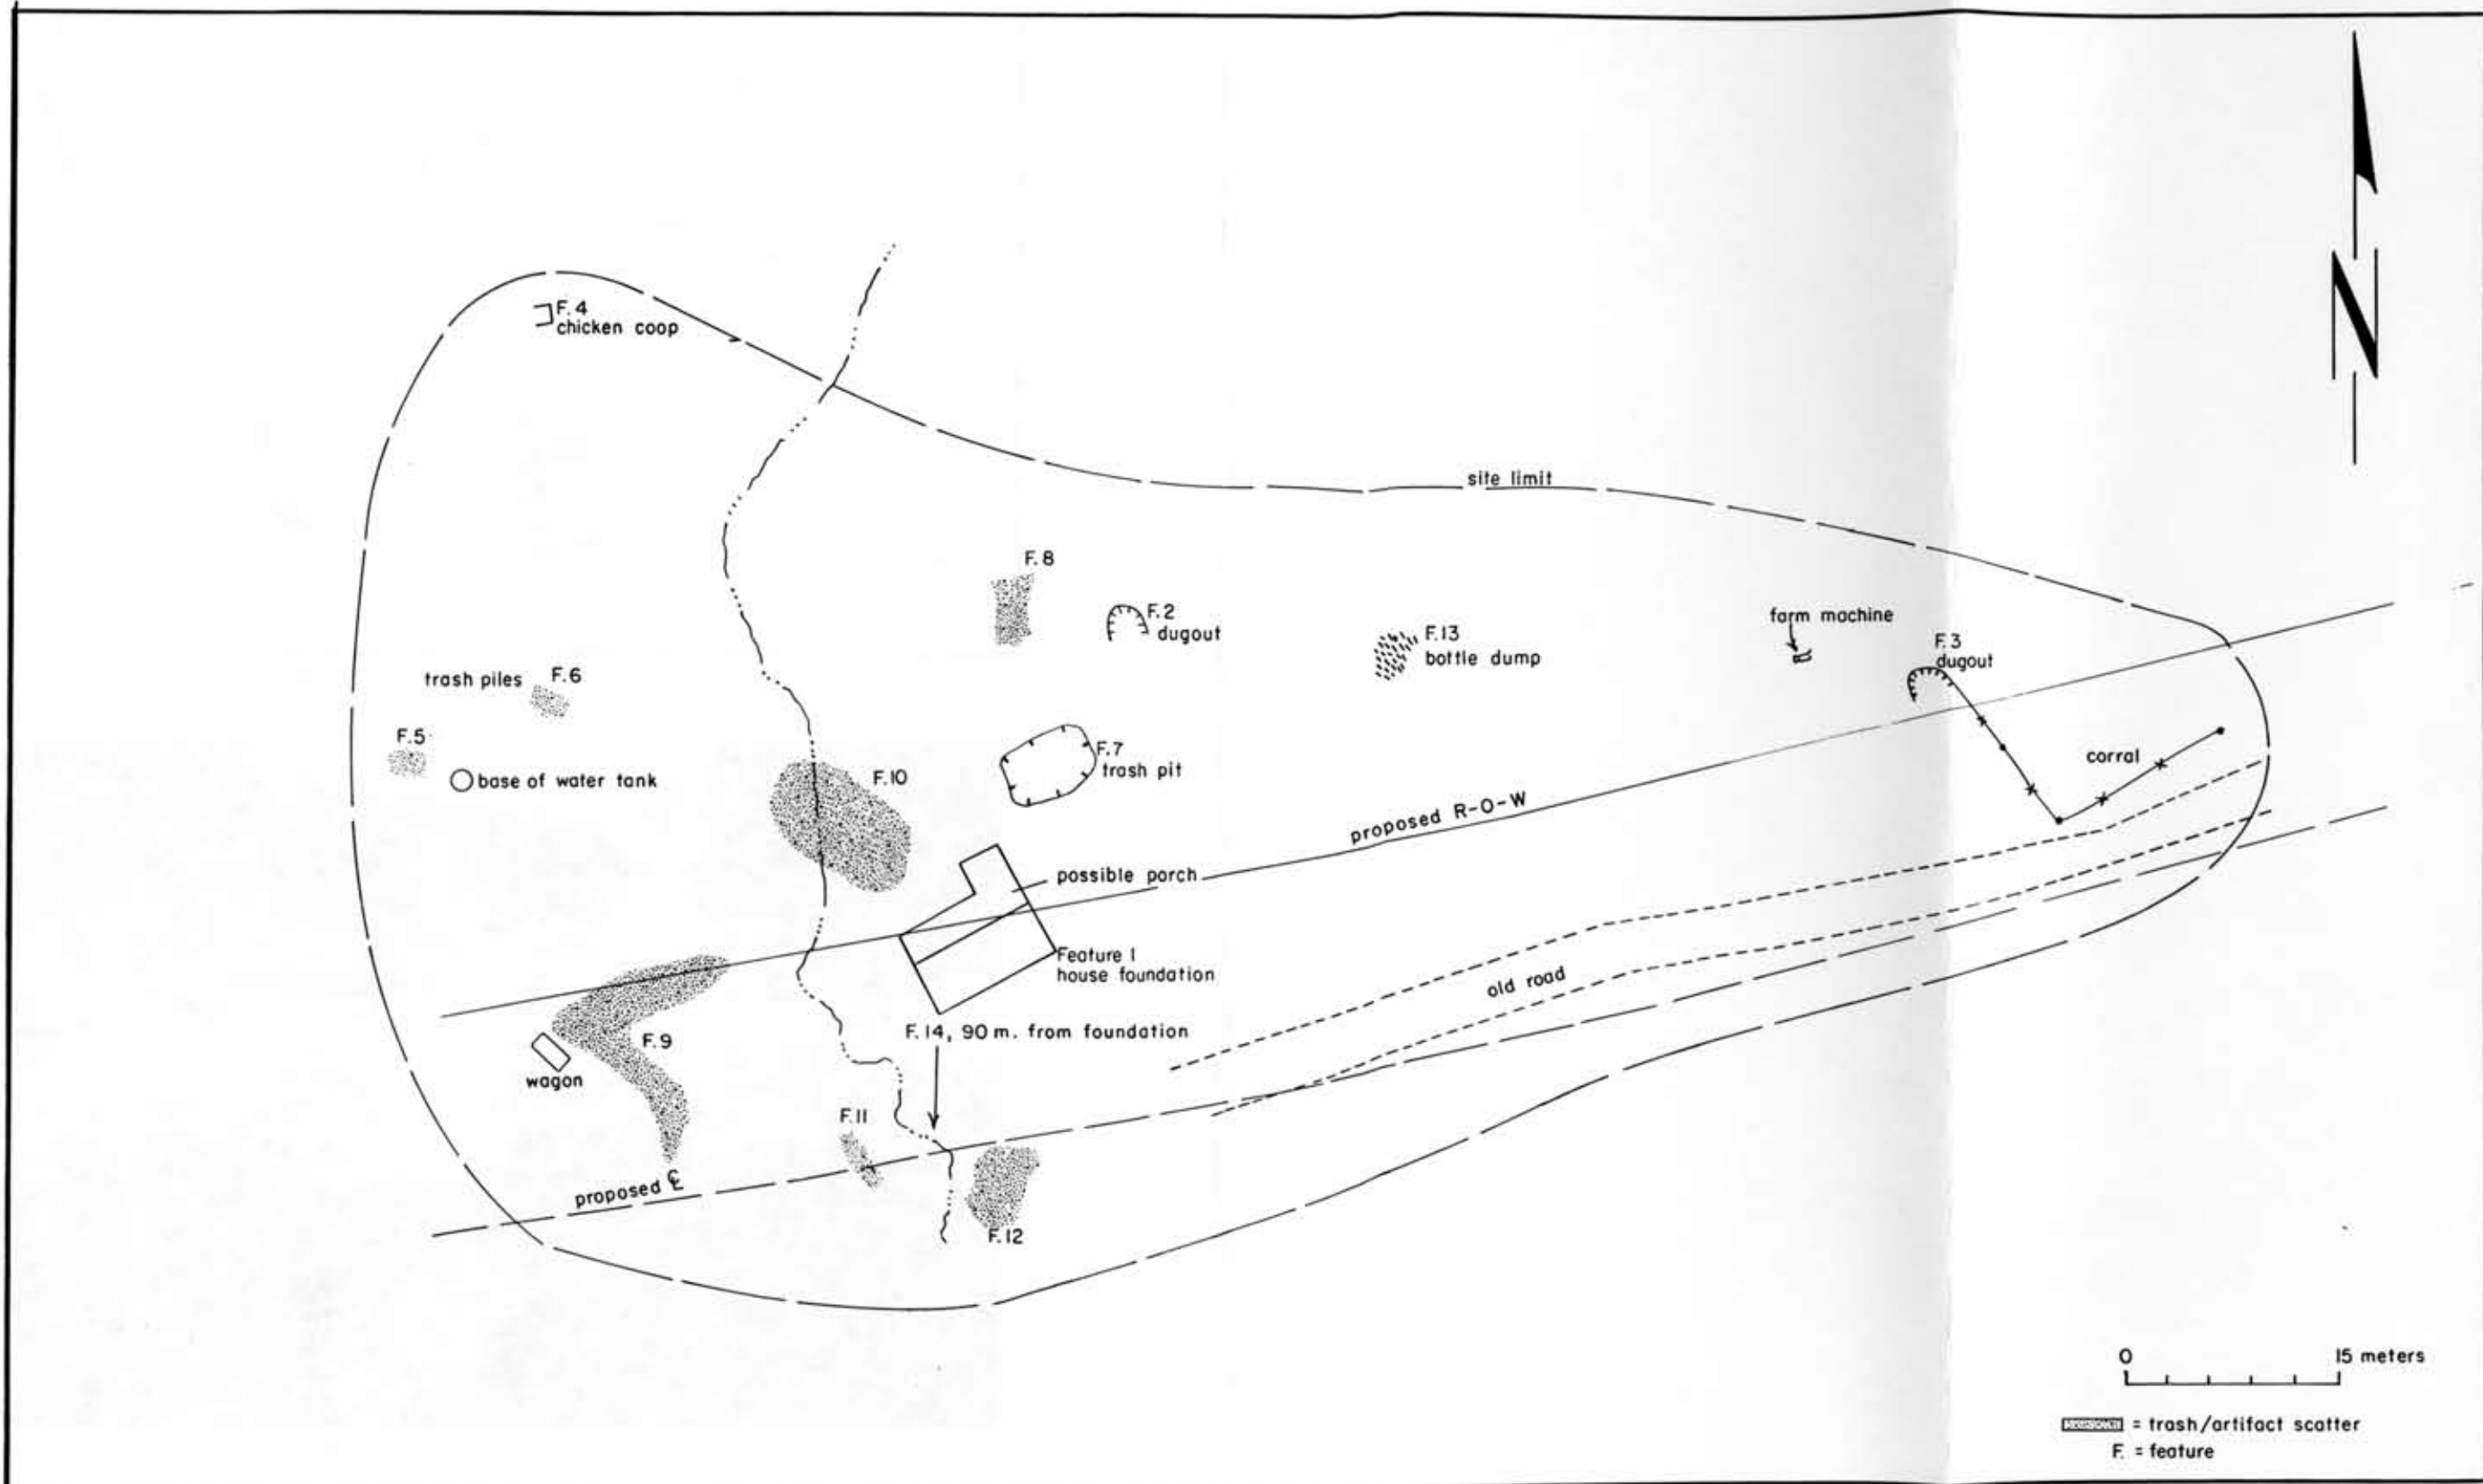 N
F. 4
chicken coop
site limit
F. 8
F. 2
dugout
F. 13
bottle dump
farm machine
F. 3
dugout
trash piles
F. 6
F. 5
base of water tank
F. 10
F. 7
trash pit
corral
proposed R-O-W
possible porch
Feature 1
house foundation
old road
F. 14, 90 m. from foundation
F. 9
wagon
F. 11
proposed ℄
F. 12
0 15 meters
= trash/artifact scatter
F. = feature